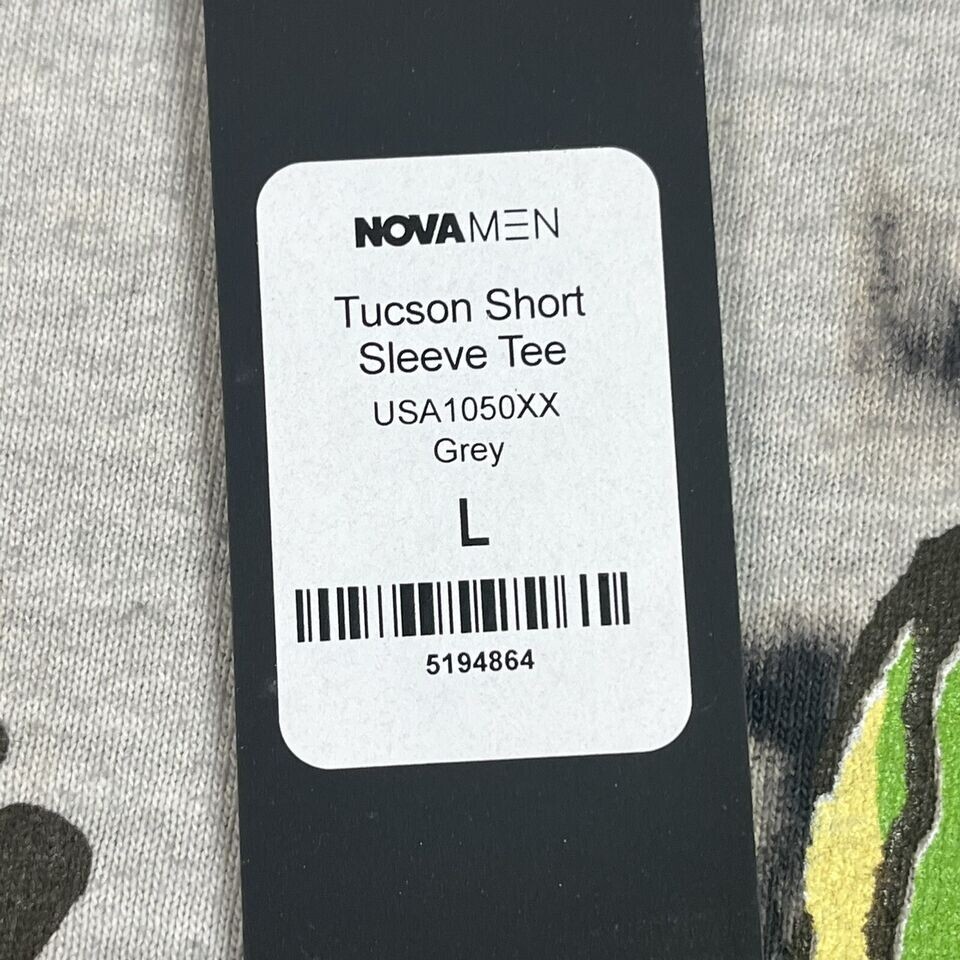 NOVAMEN
Tucson Short
Sleeve Tee
USA1050XX
Grey
L
5194864